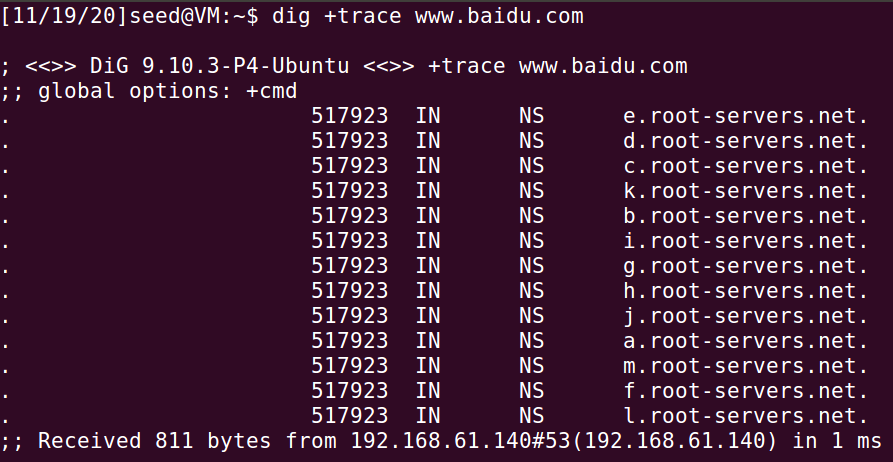 [11/19/20]seed@VM:~$ dig +trace www.baidu.com
; <<>> DiG 9.10.3-P4-Ubuntu <<>> +trace www.baidu.com
;; global options: +cmd
. 517923 IN NS e.root-servers.net.
. 517923 IN NS d.root-servers.net.
. 517923 IN NS c.root-servers.net.
. 517923 IN NS k.root-servers.net.
. 517923 IN NS b.root-servers.net.
. 517923 IN NS i.root-servers.net.
. 517923 IN NS g.root-servers.net.
. 517923 IN NS h.root-servers.net.
. 517923 IN NS j.root-servers.net.
. 517923 IN NS a.root-servers.net.
. 517923 IN NS m.root-servers.net.
. 517923 IN NS f.root-servers.net.
. 517923 IN NS l.root-servers.net.
;; Received 811 bytes from 192.168.61.140#53(192.168.61.140) in 1 ms